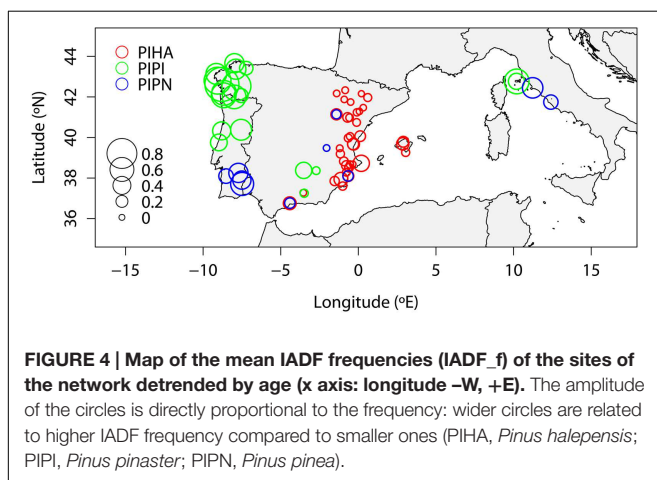 PIHA
PIPI
PIPN
44
42
40
38
36
Latitude (ºN)
0.8
0.6
0.4
0.2
0
−15 −10 −5 0 5 10 15
Longitude (ºE)
FIGURE 4 | Map of the mean IADF frequencies (IADF_f) of the sites of
the network detrended by age (x axis: longitude –W, +E). The amplitude
of the circles is directly proportional to the frequency: wider circles are related
to higher IADF frequency compared to smaller ones (PIHA, Pinus halepensis;
PIPI, Pinus pinaster; PIPN, Pinus pinea).